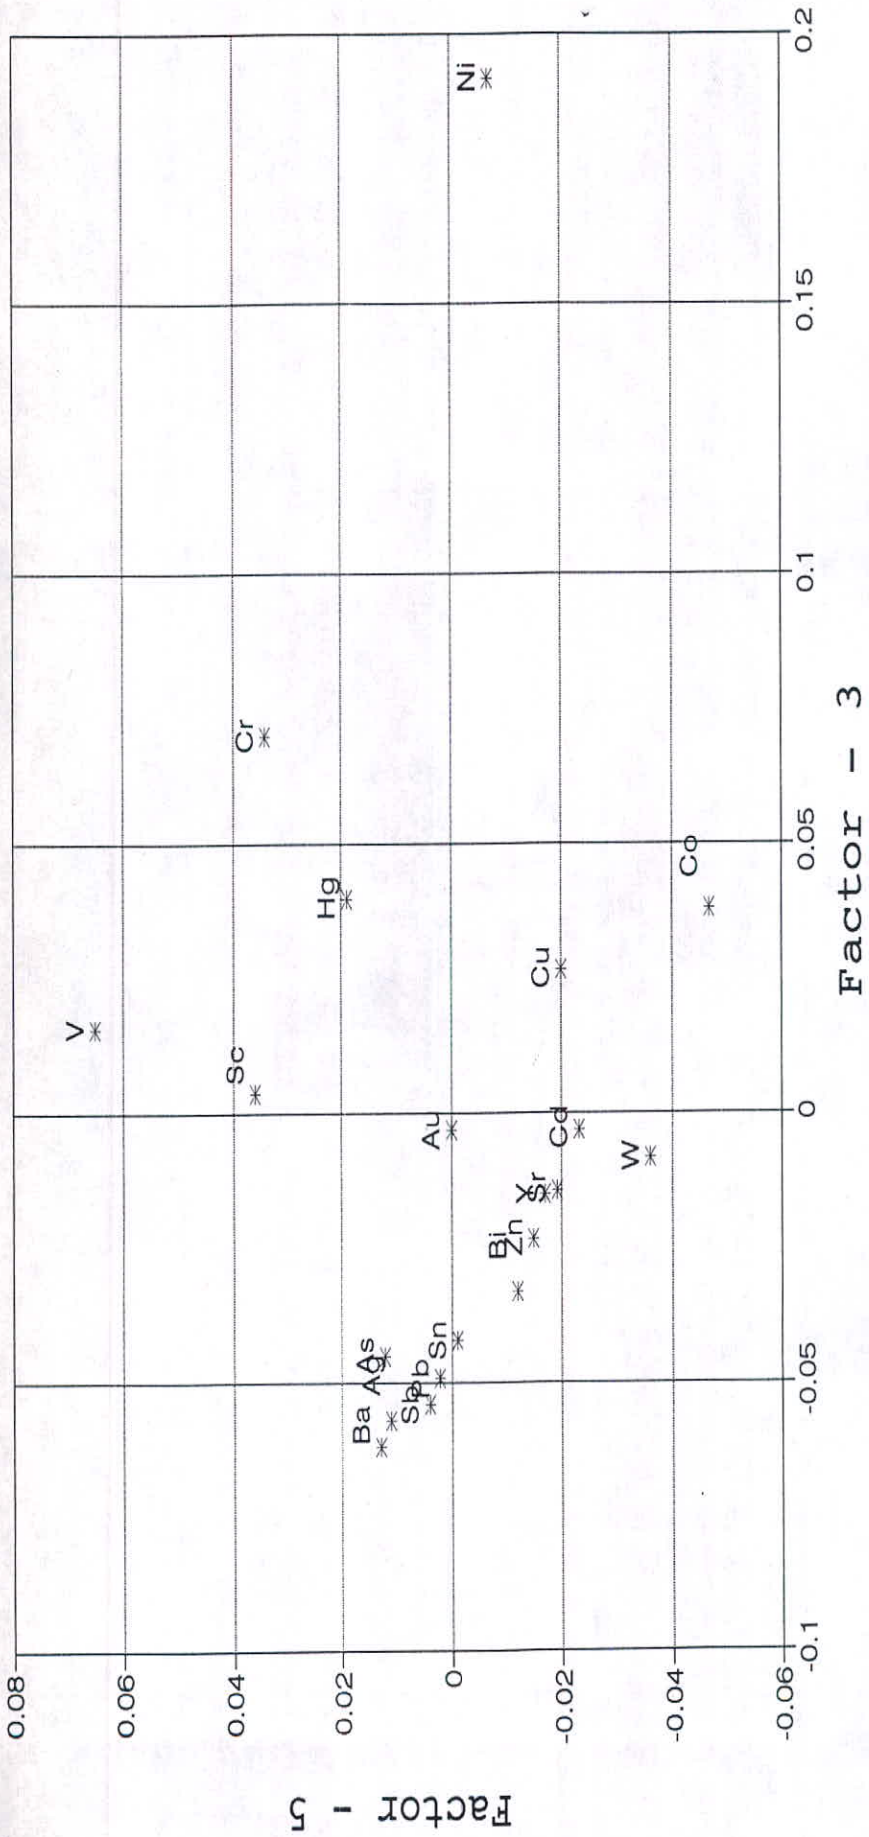 0.08
0.06
0.04
0.02
0
-0.02
-0.04
-0.06
-0.1
-0.05
0
0.05
0.1
0.15
0.2
Factor - 5
Factor - 3
V
Sc
Hg
Cr
Ni
Au
Cu
Co
Cd
W
Y
Sr
Bi
Zn
As
Ag
Sn
Pb
Sb
Ba